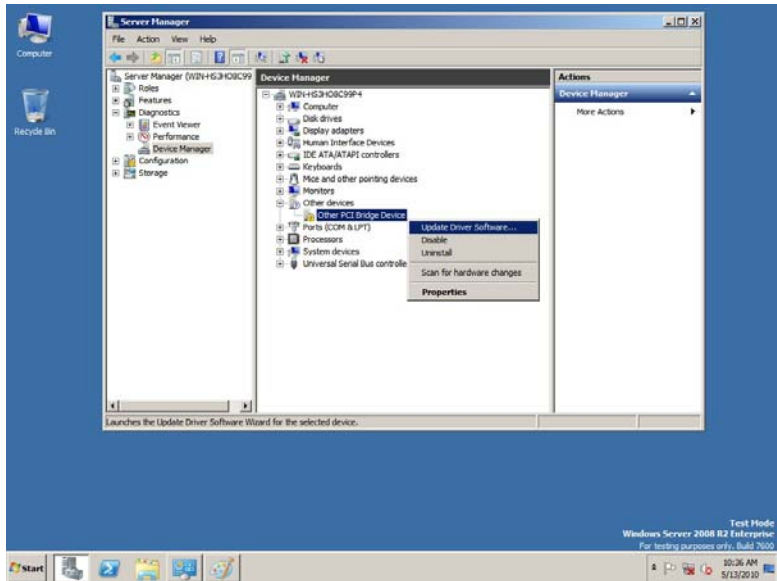 Server Manager
File Action View Help
Computer
Recycle Bin
Server Manager (WIN-HS3HO8C99
Roles
Features
Diagnostics
Event Viewer
Performance
Device Manager
Configuration
Storage
Device Manager
WIN-HS3HO8C99P4
Computer
Disk drives
Display adapters
Human Interface Devices
IDE ATA/ATAPI controllers
Keyboards
Mice and other pointing devices
Monitors
Other devices
Other PCI Bridge Device
Ports (COM & LPT)
Processors
System devices
Universal Serial Bus controlle
Update Driver Software...
Disable
Uninstall
Scan for hardware changes
Properties
Actions
Device Manager
More Actions
Launches the Update Driver Software Wizard for the selected device.
Test Mode
Windows Server 2008 R2 Enterprise
For testing purposes only. Build 7600
Start
10:36 AM
5/13/2010